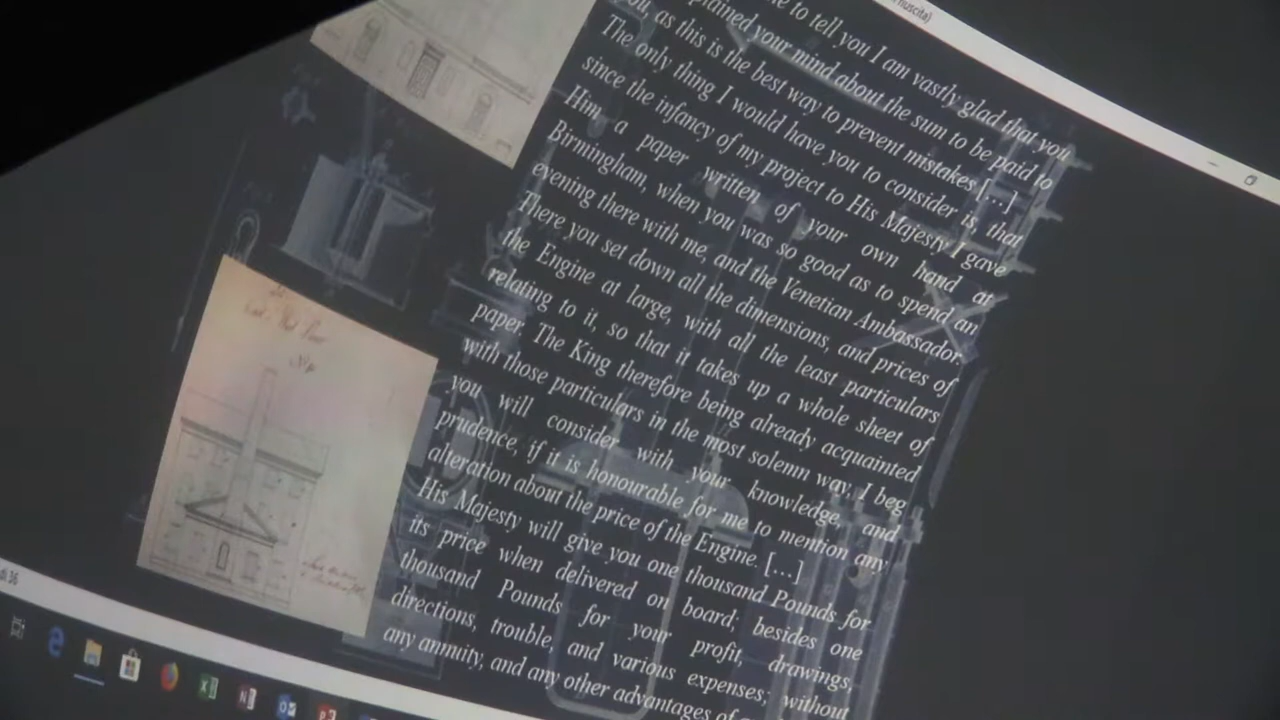 nuscita)
to tell you I am vastly glad that you
plained your mind about the sum to be paid to
you, as this is the best way to prevent mistakes […]
The only thing I would have you to consider is, that
since the infancy of my project to His Majesty I gave
Him a paper written of your own hand at
Birmingham, when you was so good as to spend an
evening there with me, and the Venetian Ambassador.
There you set down all the dimensions, and prices of
the Engine at large, with all the least particulars
relating to it, so that it takes up a whole sheet of
paper. The King therefore being already acquainted
with those particulars in the most solemn way, I beg
you will consider with your knowledge, and
prudence, if it is honourable for me to mention any
alteration about the price of the Engine. […]
His Majesty will give you one thousand Pounds for
its price when delivered on board; besides one
thousand Pounds for your profit, drawings,
directions, trouble, and various expenses; without
any annuity, and any other advantages of
di 36